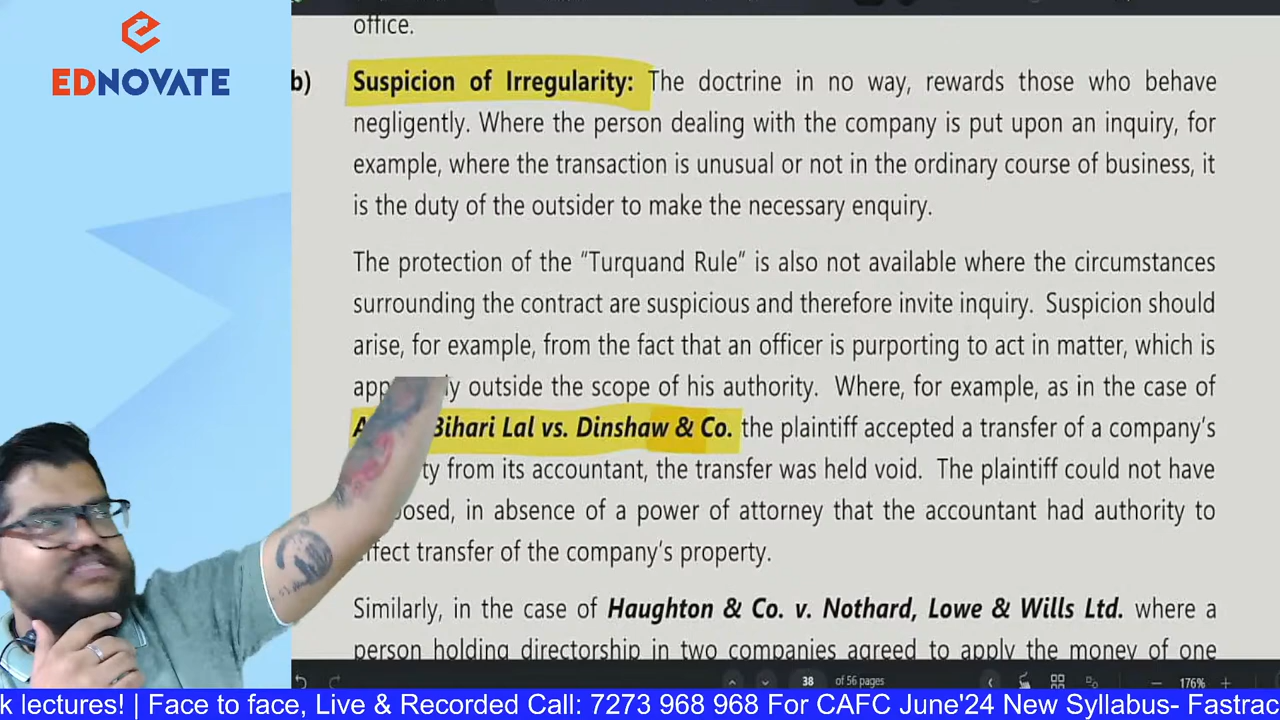 EDNOVATE
office.
b) Suspicion of Irregularity: The doctrine in no way, rewards those who behave
negligently. Where the person dealing with the company is put upon an inquiry, for
example, where the transaction is unusual or not in the ordinary course of business, it
is the duty of the outsider to make the necessary enquiry.
The protection of the “Turquand Rule” is also not available where the circumstances
surrounding the contract are suspicious and therefore invite inquiry. Suspicion should
arise, for example, from the fact that an officer is purporting to act in matter, which is
outside the scope of his authority. Where, for example, as in the case of
Bihari Lal vs. Dinshaw & Co. the plaintiff accepted a transfer of a company’s
from its accountant, the transfer was held void. The plaintiff could not have
in absence of a power of attorney that the accountant had authority to
effect transfer of the company’s property.
Similarly, in the case of Haughton & Co. v. Nothard, Lowe & Wills Ltd. where a
person holding directorship in two companies agreed to apply the money of one
38 of 56 pages
176%
k lectures! | Face to face, Live & Recorded Call: 7273 968 968 For CAFC June'24 New Syllabus- Fastrac